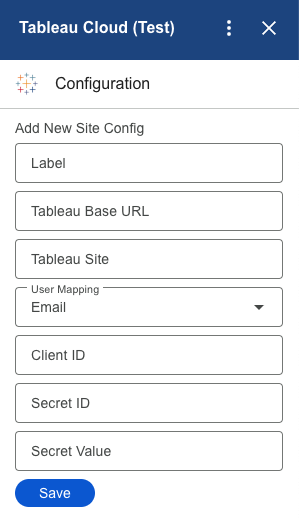 Tableau Cloud (Test)
Configuration
Add New Site Config
Label
Tableau Base URL
Tableau Site
User Mapping
Email
Client ID
Secret ID
Secret Value
Save